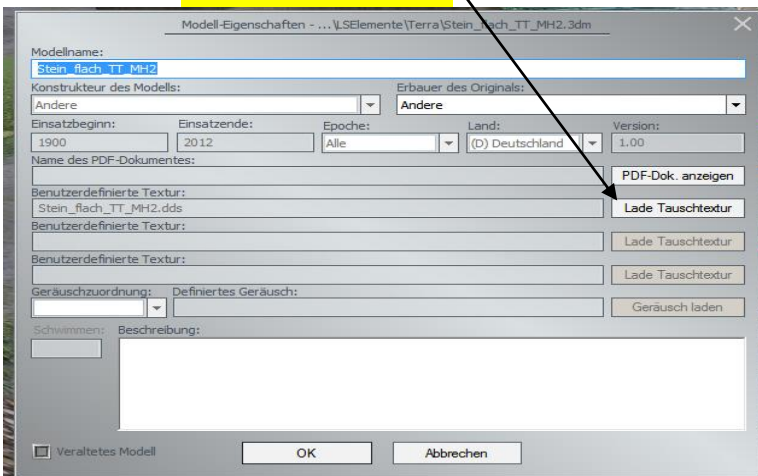 Modell-Eigenschaften - ...\LSElemente\Terra\Stein_flach_TT_MH2.3dm
Modellname:
Stein_flach_TT_MH2
Konstrukteur des Modells: Erbauer des Originals:
Andere Andere
Einsatzbeginn: Einsatzende: Epoche: Land: Version:
1900 2012 Alle (D) Deutschland 1.00
Name des PDF-Dokumentes:
PDF-Dok. anzeigen
Benutzerdefinierte Textur:
Stein_flach_TT_MH2.dds Lade Tauschtextur
Benutzerdefinierte Textur:
Lade Tauschtextur
Benutzerdefinierte Textur:
Lade Tauschtextur
Geräuschzuordnung: Definiertes Geräusch:
Geräusch laden
Schwimmen: Beschreibung:
Veraltetes Modell OK Abbrechen